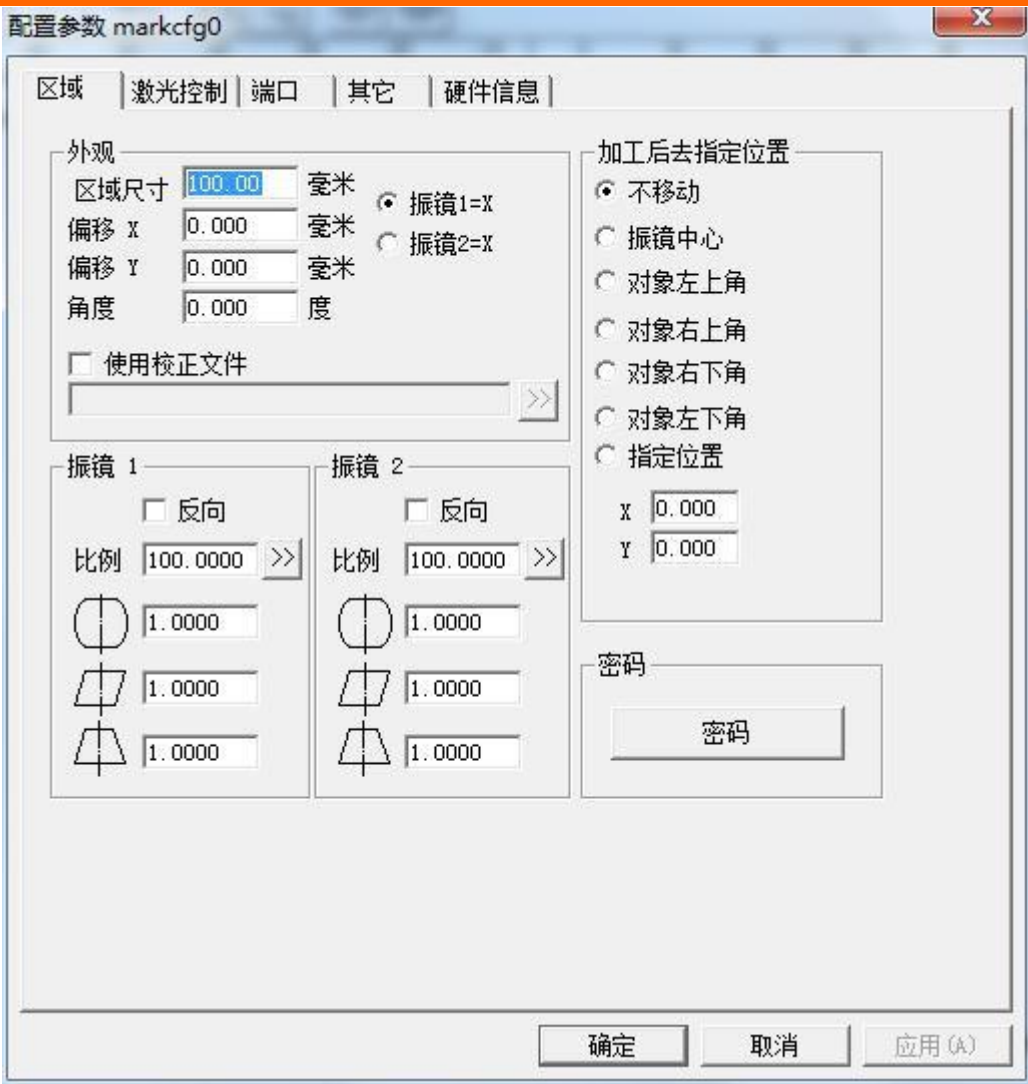 配置参数 markcfg0
区域 激光控制 端口 其它 硬件信息
外观
区域尺寸 100.00 毫米
偏移 X 0.000 毫米
偏移 Y 0.000 毫米
角度 0.000 度
振镜1=X
振镜2=X
使用校正文件
>>
振镜 1
反向
比例 100.0000 >>
1.0000
1.0000
1.0000
振镜 2
反向
比例 100.0000 >>
1.0000
1.0000
1.0000
加工后去指定位置
不移动
振镜中心
对象左上角
对象右上角
对象右下角
对象左下角
指定位置
X 0.000
Y 0.000
密码
密码
确定 取消 应用(A)